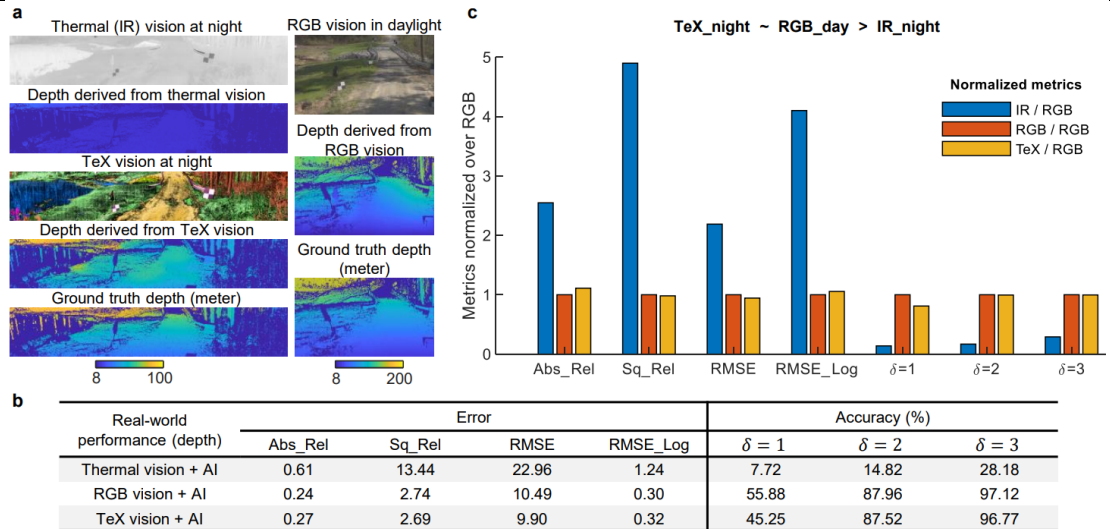 a
Thermal (IR) vision at night
Depth derived from thermal vision
TeX vision at night
Depth derived from TeX vision
Ground truth depth (meter)
8 100
RGB vision in daylight
Depth derived from
RGB vision
Ground truth depth
(meter)
8 200
c
TeX_night ~ RGB_day > IR_night
Metrics normalized over RGB
5
4
3
2
1
0
Normalized metrics
IR / RGB
RGB / RGB
TeX / RGB
Abs_Rel Sq_Rel RMSE RMSE_Log δ=1 δ=2 δ=3
b
Real-world
performance (depth)
Error Accuracy (%)
Abs_Rel Sq_Rel RMSE RMSE_Log δ = 1 δ = 2 δ = 3
Thermal vision + AI 0.61 13.44 22.96 1.24 7.72 14.82 28.18
RGB vision + AI 0.24 2.74 10.49 0.30 55.88 87.96 97.12
TeX vision + AI 0.27 2.69 9.90 0.32 45.25 87.52 96.77